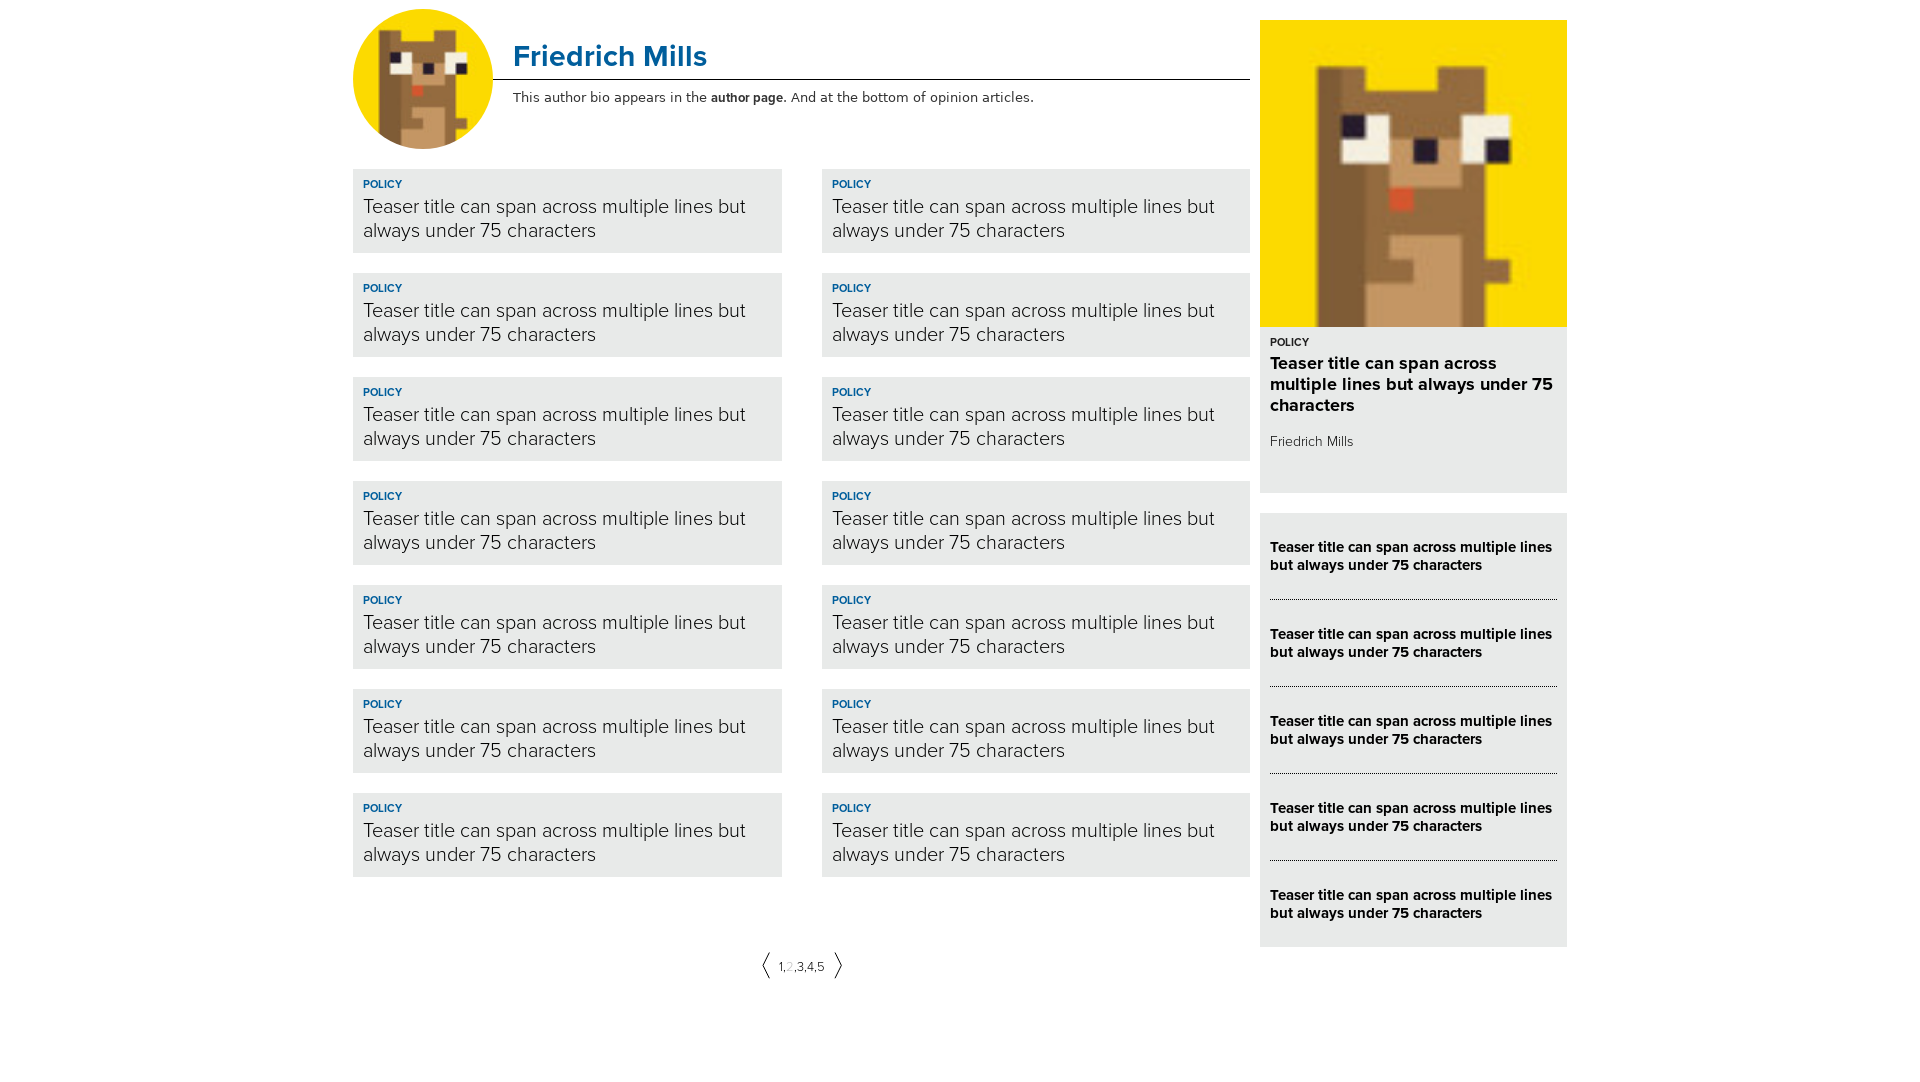 Friedrich Mills
This author bio appears in the author page. And at the bottom of opinion articles.
POLICY
Teaser title can span across multiple lines but
always under 75 characters
POLICY
Teaser title can span across multiple lines but
always under 75 characters
POLICY
Teaser title can span across multiple lines but
always under 75 characters
POLICY
Teaser title can span across multiple lines but
always under 75 characters
POLICY
Teaser title can span across multiple lines but
always under 75 characters
POLICY
Teaser title can span across multiple lines but
always under 75 characters
POLICY
Teaser title can span across multiple lines but
always under 75 characters
POLICY
Teaser title can span across multiple lines but
always under 75 characters
POLICY
Teaser title can span across multiple lines but
always under 75 characters
POLICY
Teaser title can span across multiple lines but
always under 75 characters
POLICY
Teaser title can span across multiple lines but
always under 75 characters
POLICY
Teaser title can span across multiple lines but
always under 75 characters
POLICY
Teaser title can span across multiple lines but
always under 75 characters
POLICY
Teaser title can span across multiple lines but
always under 75 characters
1,2,3,4,5
POLICY
Teaser title can span across
multiple lines but always under 75
characters
Friedrich Mills
Teaser title can span across multiple lines
but always under 75 characters
Teaser title can span across multiple lines
but always under 75 characters
Teaser title can span across multiple lines
but always under 75 characters
Teaser title can span across multiple lines
but always under 75 characters
Teaser title can span across multiple lines
but always under 75 characters